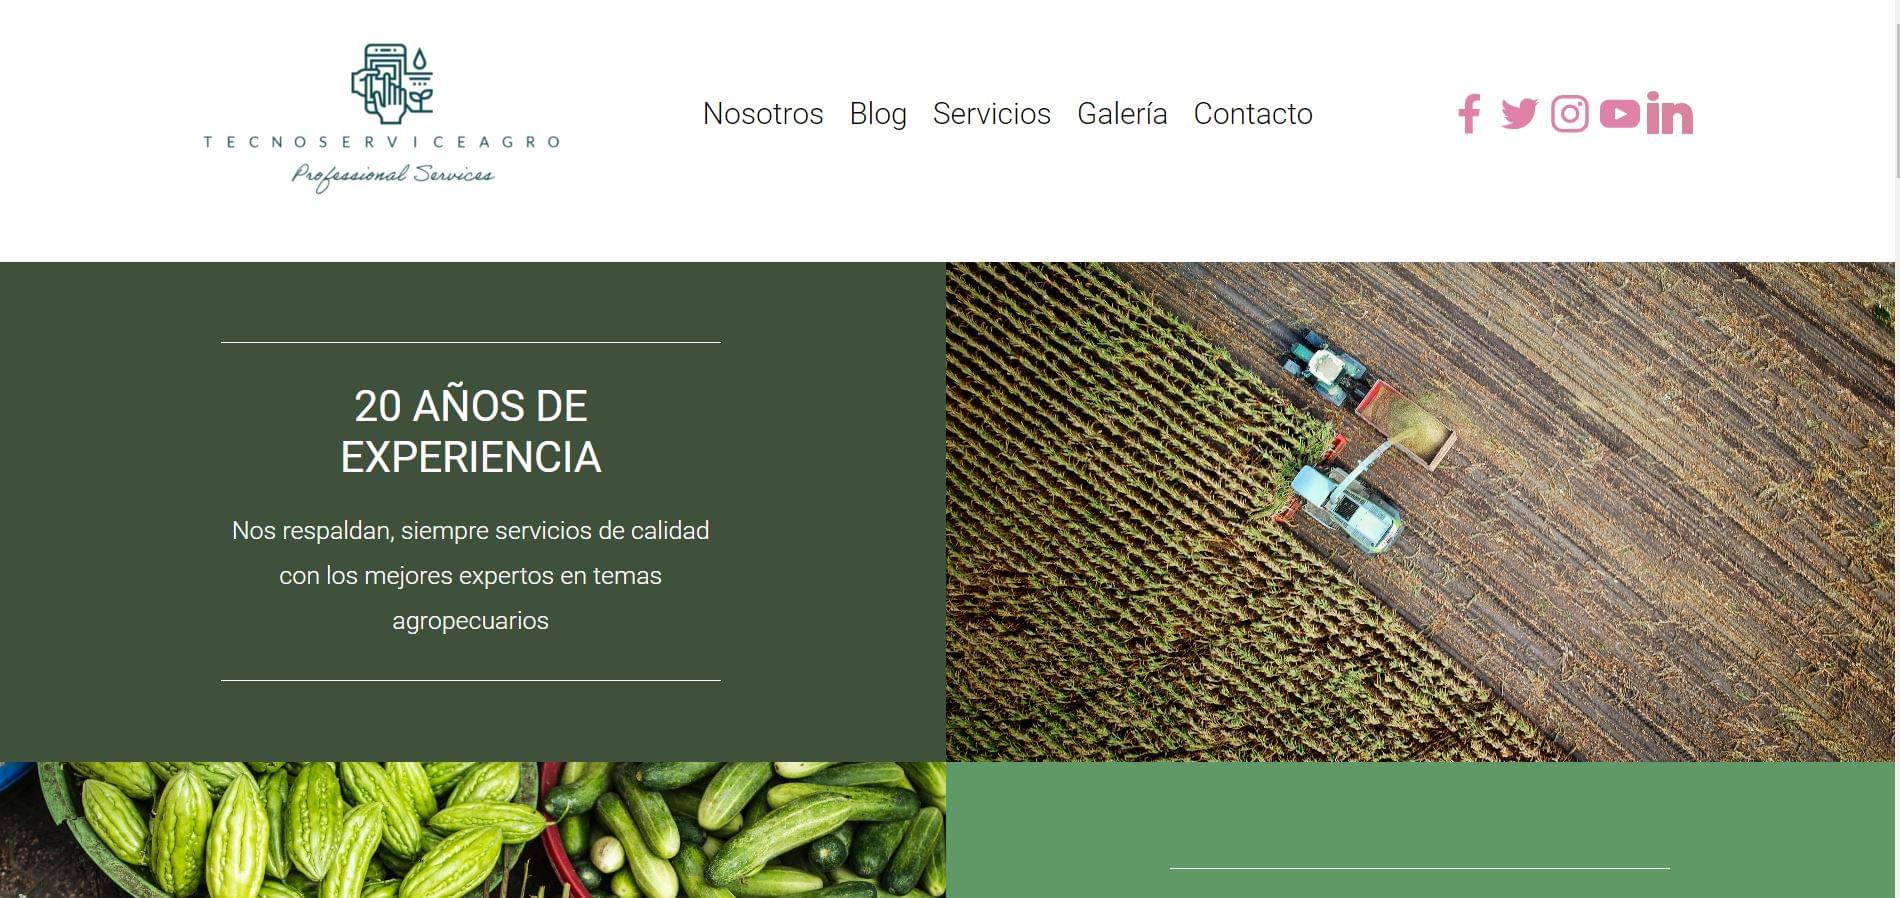 TECNOSERVICEAGRO
Professional Services
Nosotros Blog Servicios Galería Contacto
20 AÑOS DE
EXPERIENCIA
Nos respaldan, siempre servicios de calidad
con los mejores expertos en temas
agropecuarios